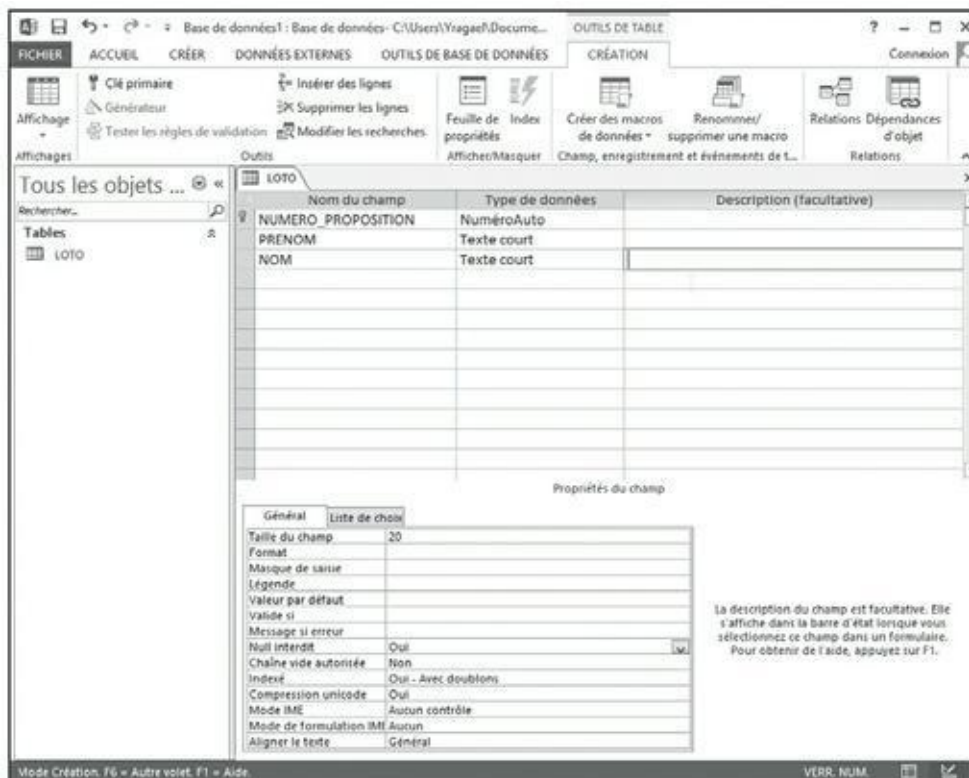 Base de données1 : Base de données- C:\Users\Yragael\Docume... OUTILS DE TABLE ?
FICHIER ACCUEIL CRÉER DONNÉES EXTERNES OUTILS DE BASE DE DONNÉES CRÉATION Connexion
Affichage
Clé primaire
Générateur
Tester les règles de validation
Insérer des lignes
Supprimer les lignes
Modifier les recherches
Feuille de propriétés
Index
Créer des macros de données
Renommer/ supprimer une macro
Relations
Dépendances d'objet
Affichages Outils Afficher/Masquer Champ, enregistrement et événements de t... Relations
Tous les objets ... «
Rechercher...
Tables
LOTO
LOTO
Nom du champ Type de données Description (facultative)
NUMERO_PROPOSITION NuméroAuto
PRENOM Texte court
NOM Texte court
Propriétés du champ
Général Liste de choix
Taille du champ 20
Format
Masque de saisie
Légende
Valeur par défaut
Valide si
Message si erreur
Null interdit Oui
Chaîne vide autorisée Non
Indexé Oui - Avec doublons
Compression unicode Oui
Mode IME Aucun contrôle
Mode de formulation IME Aucun
Aligner le texte Général
La description du champ est facultative. Elle
s'affiche dans la barre d'état lorsque vous
sélectionnez ce champ dans un formulaire.
Pour obtenir de l'aide, appuyez sur F1.
Mode Création. F6 = Autre volet. F1 = Aide. VERR. NUM.